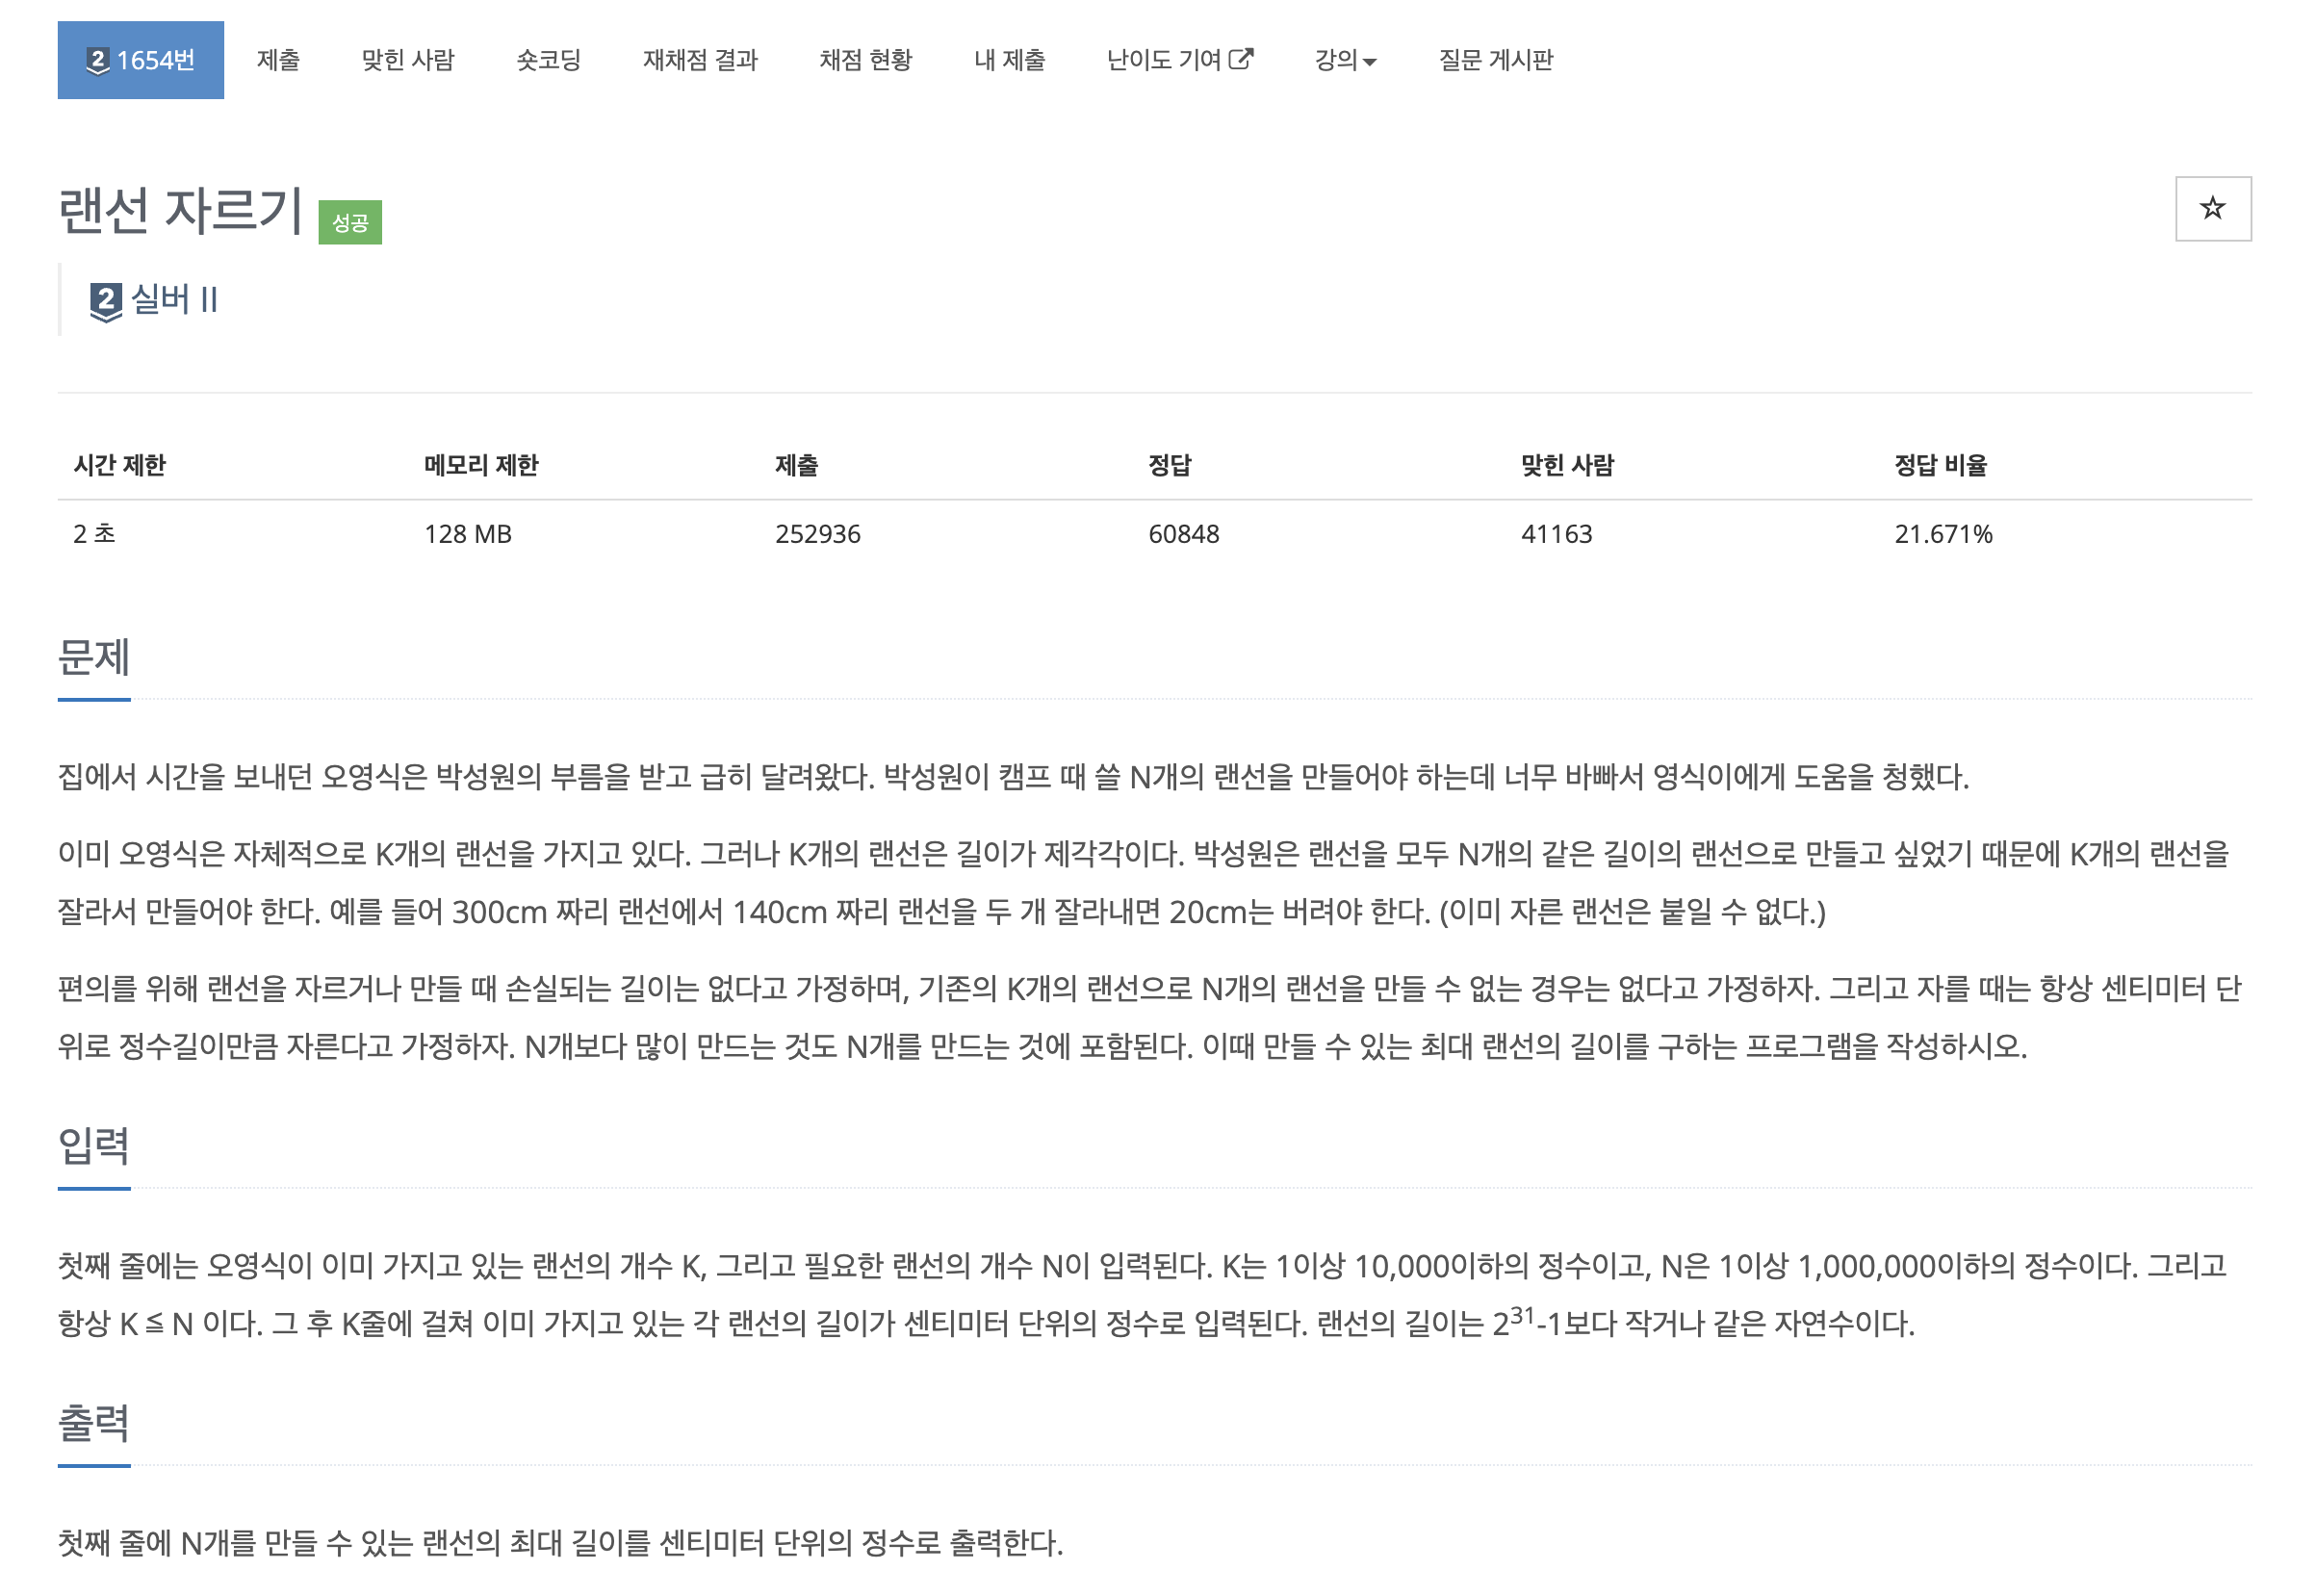 2 1654번 제출 맞힌 사람 숏코딩 재채점 결과 채점 현황 내 제출 난이도 기여 강의 질문 게시판
랜선 자르기 성공
2 실버 II
시간 제한 메모리 제한 제출 정답 맞힌 사람 정답 비율
2 초 128 MB 252936 60848 41163 21.671%
문제
집에서 시간을 보내던 오영식은 박성원의 부름을 받고 급히 달려왔다. 박성원이 캠프 때 쓸 N개의 랜선을 만들어야 하는데 너무 바빠서 영식이에게 도움을 청했다.
이미 오영식은 자체적으로 K개의 랜선을 가지고 있다. 그러나 K개의 랜선은 길이가 제각각이다. 박성원은 랜선을 모두 N개의 같은 길이의 랜선으로 만들고 싶었기 때문에 K개의 랜선을
잘라서 만들어야 한다. 예를 들어 300cm 짜리 랜선에서 140cm 짜리 랜선을 두 개 잘라내면 20cm는 버려야 한다. (이미 자른 랜선은 붙일 수 없다.)
편의를 위해 랜선을 자르거나 만들 때 손실되는 길이는 없다고 가정하며, 기존의 K개의 랜선으로 N개의 랜선을 만들 수 없는 경우는 없다고 가정하자. 그리고 자를 때는 항상 센티미터 단
위로 정수길이만큼 자른다고 가정하자. N개보다 많이 만드는 것도 N개를 만드는 것에 포함된다. 이때 만들 수 있는 최대 랜선의 길이를 구하는 프로그램을 작성하시오.
입력
첫째 줄에는 오영식이 이미 가지고 있는 랜선의 개수 K, 그리고 필요한 랜선의 개수 N이 입력된다. K는 1이상 10,000이하의 정수이고, N은 1이상 1,000,000이하의 정수이다. 그리고
항상 K ≦ N 이다. 그 후 K줄에 걸쳐 이미 가지고 있는 각 랜선의 길이가 센티미터 단위의 정수로 입력된다. 랜선의 길이는 2³¹-1보다 작거나 같은 자연수이다.
출력
첫째 줄에 N개를 만들 수 있는 랜선의 최대 길이를 센티미터 단위의 정수로 출력한다.